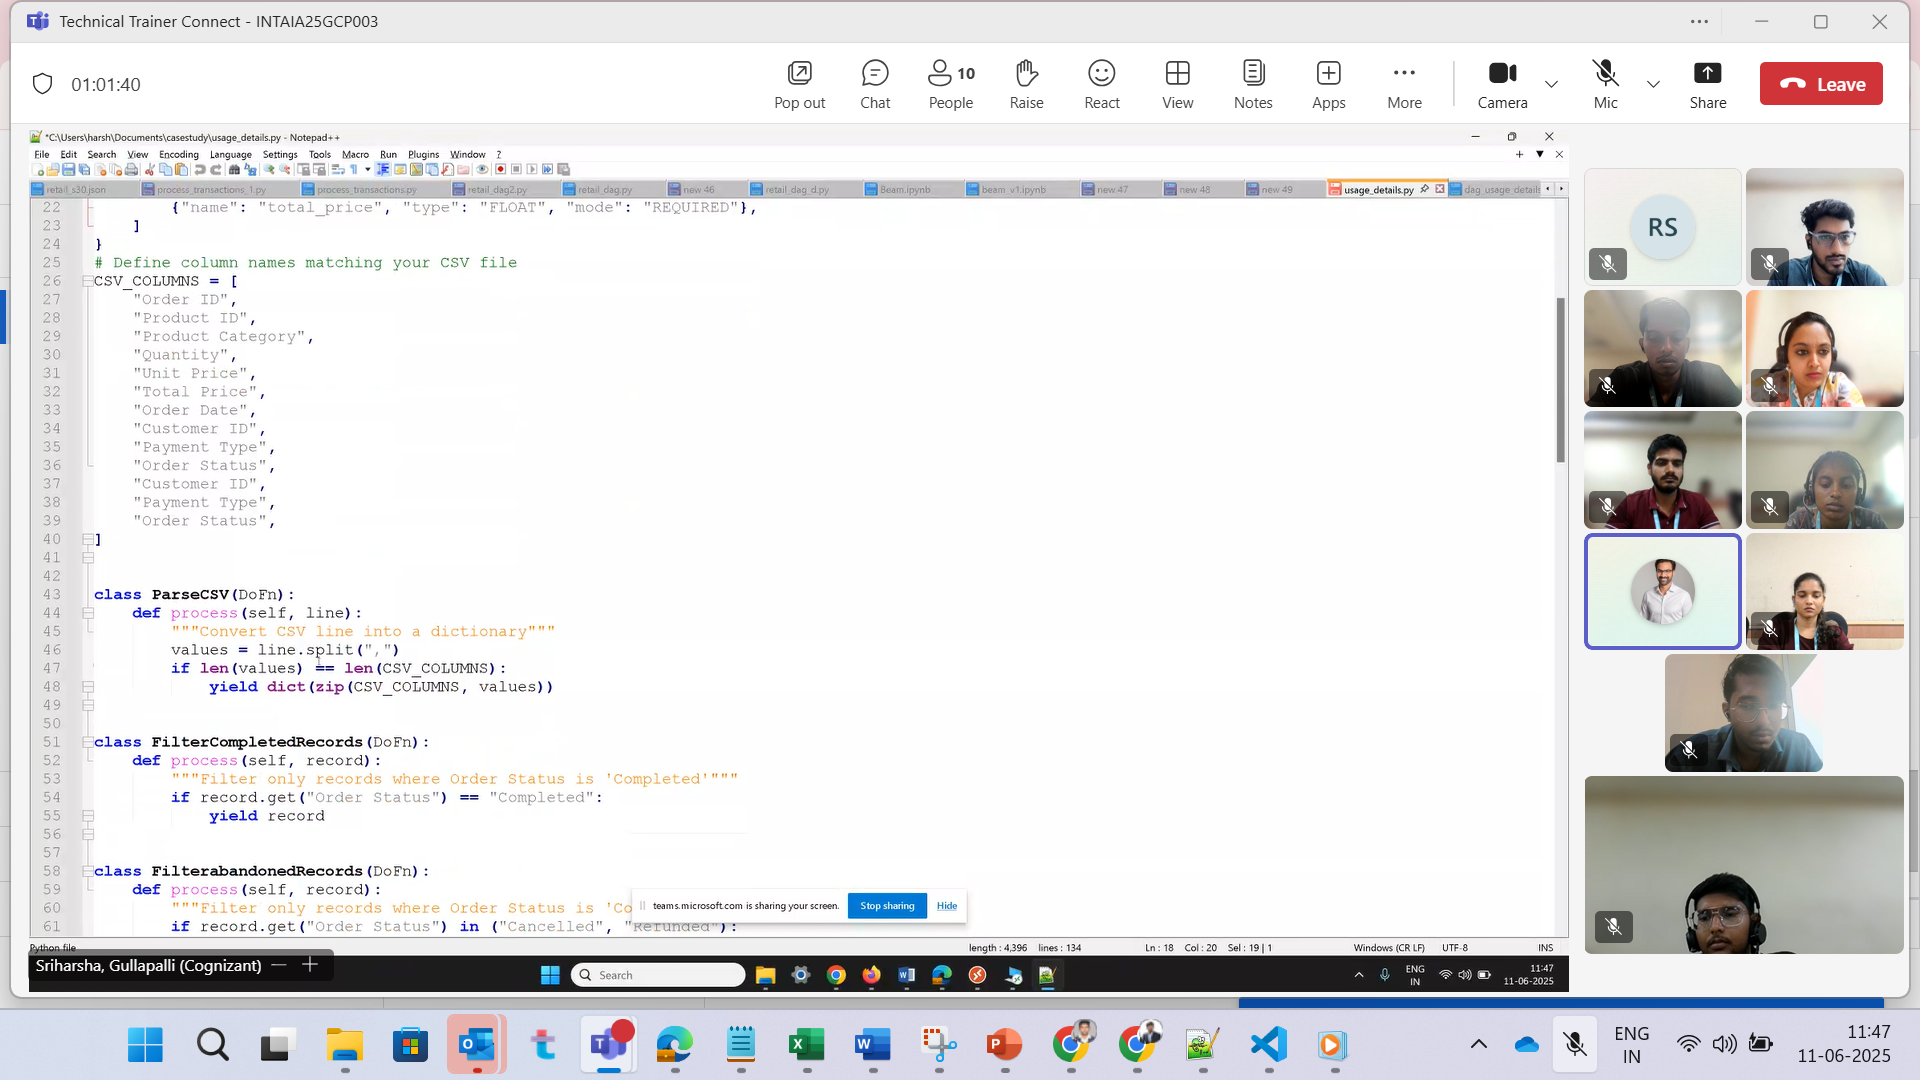 Technical Trainer Connect - INTAIA25GCP003
01:01:40
Pop out
Chat
People
10
Raise
React
View
Notes
Apps
More
Camera
Mic
Share
Leave
*C:\Users\harsh\Documents\casestudy\usage_details.py - Notepad++
File Edit Search View Encoding Language Settings Tools Macro Run Plugins Window ?
retail_s30.json process_transactions_1.py process_transactions.py retail_dag2.py retail_dag.py new 46 retail_dag_d.py Beam.ipynb beam_v1.ipynb new 47 new 48 new 49 usage_details.py dag_usage_details
22 {"name": "total_price", "type": "FLOAT", "mode": "REQUIRED"},
23 ]
24 }
25 # Define column names matching your CSV file
26 CSV_COLUMNS = [
27 "Order ID",
28 "Product ID",
29 "Product Category",
30 "Quantity",
31 "Unit Price",
32 "Total Price",
33 "Order Date",
34 "Customer ID",
35 "Payment Type",
36 "Order Status",
37 "Customer ID",
38 "Payment Type",
39 "Order Status",
40 ]
41
42
43 class ParseCSV(DoFn):
44 def process(self, line):
45 """Convert CSV line into a dictionary"""
46 values = line.split(",")
47 if len(values) == len(CSV_COLUMNS):
48 yield dict(zip(CSV_COLUMNS, values))
49
50
51 class FilterCompletedRecords(DoFn):
52 def process(self, record):
53 """Filter only records where Order Status is 'Completed'"""
54 if record.get("Order Status") == "Completed":
55 yield record
56
57
58 class FilterabandonedRecords(DoFn):
59 def process(self, record):
60 """Filter only records where Order Status is 'Co
61 if record.get("Order Status") in ("Cancelled", "Refunded"):
teams.microsoft.com is sharing your screen.
Stop sharing
Hide
Python file
length : 4,396 lines : 134
Ln : 18 Col : 20 Sel : 19 | 1
Windows (CR LF)
UTF-8
INS
Sriharsha, Gullapalli (Cognizant)
Search
ENG
IN
11:47
11-06-2025
RS
ENG
IN
11:47
11-06-2025